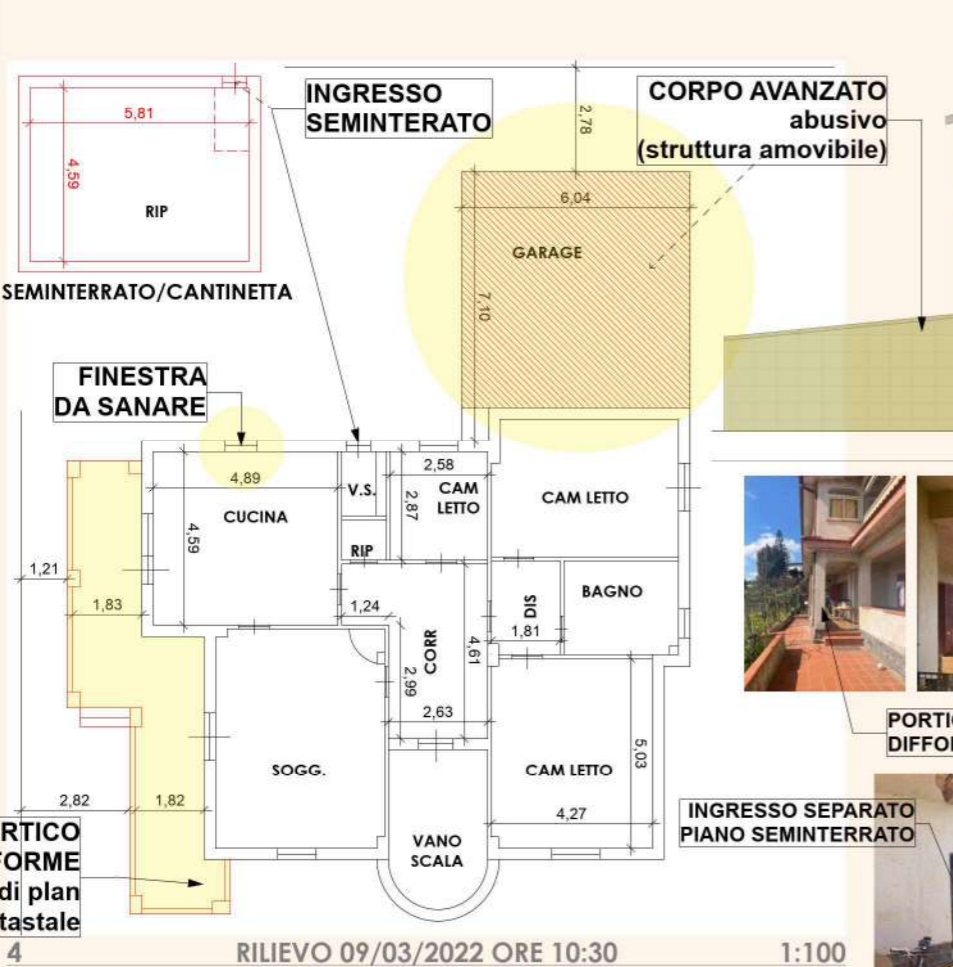 INGRESSO
SEMINTERATO
CORPO AVANZATO
abusivo
(struttura amovibile)
5,81
4,59
RIP
SEMINTERRATO/CANTINETTA
2,78
6,04
GARAGE
7,10
FINESTRA
DA SANARE
4,89
CUCINA
4,59
V.S.
RIP
2,58
2,87
CAM
LETTO
CAM LETTO
1,21
1,83
1,24
CORR
4,61
2,99
2,63
DIS
1,81
BAGNO
SOGG.
CAM LETTO
5,03
4,27
2,82
1,82
VANO
SCALA
RTICO
FORME
di plan
tastale
PORTI
DIFFO
INGRESSO SEPARATO
PIANO SEMINTERRATO
4 RILIEVO 09/03/2022 ORE 10:30 1:100